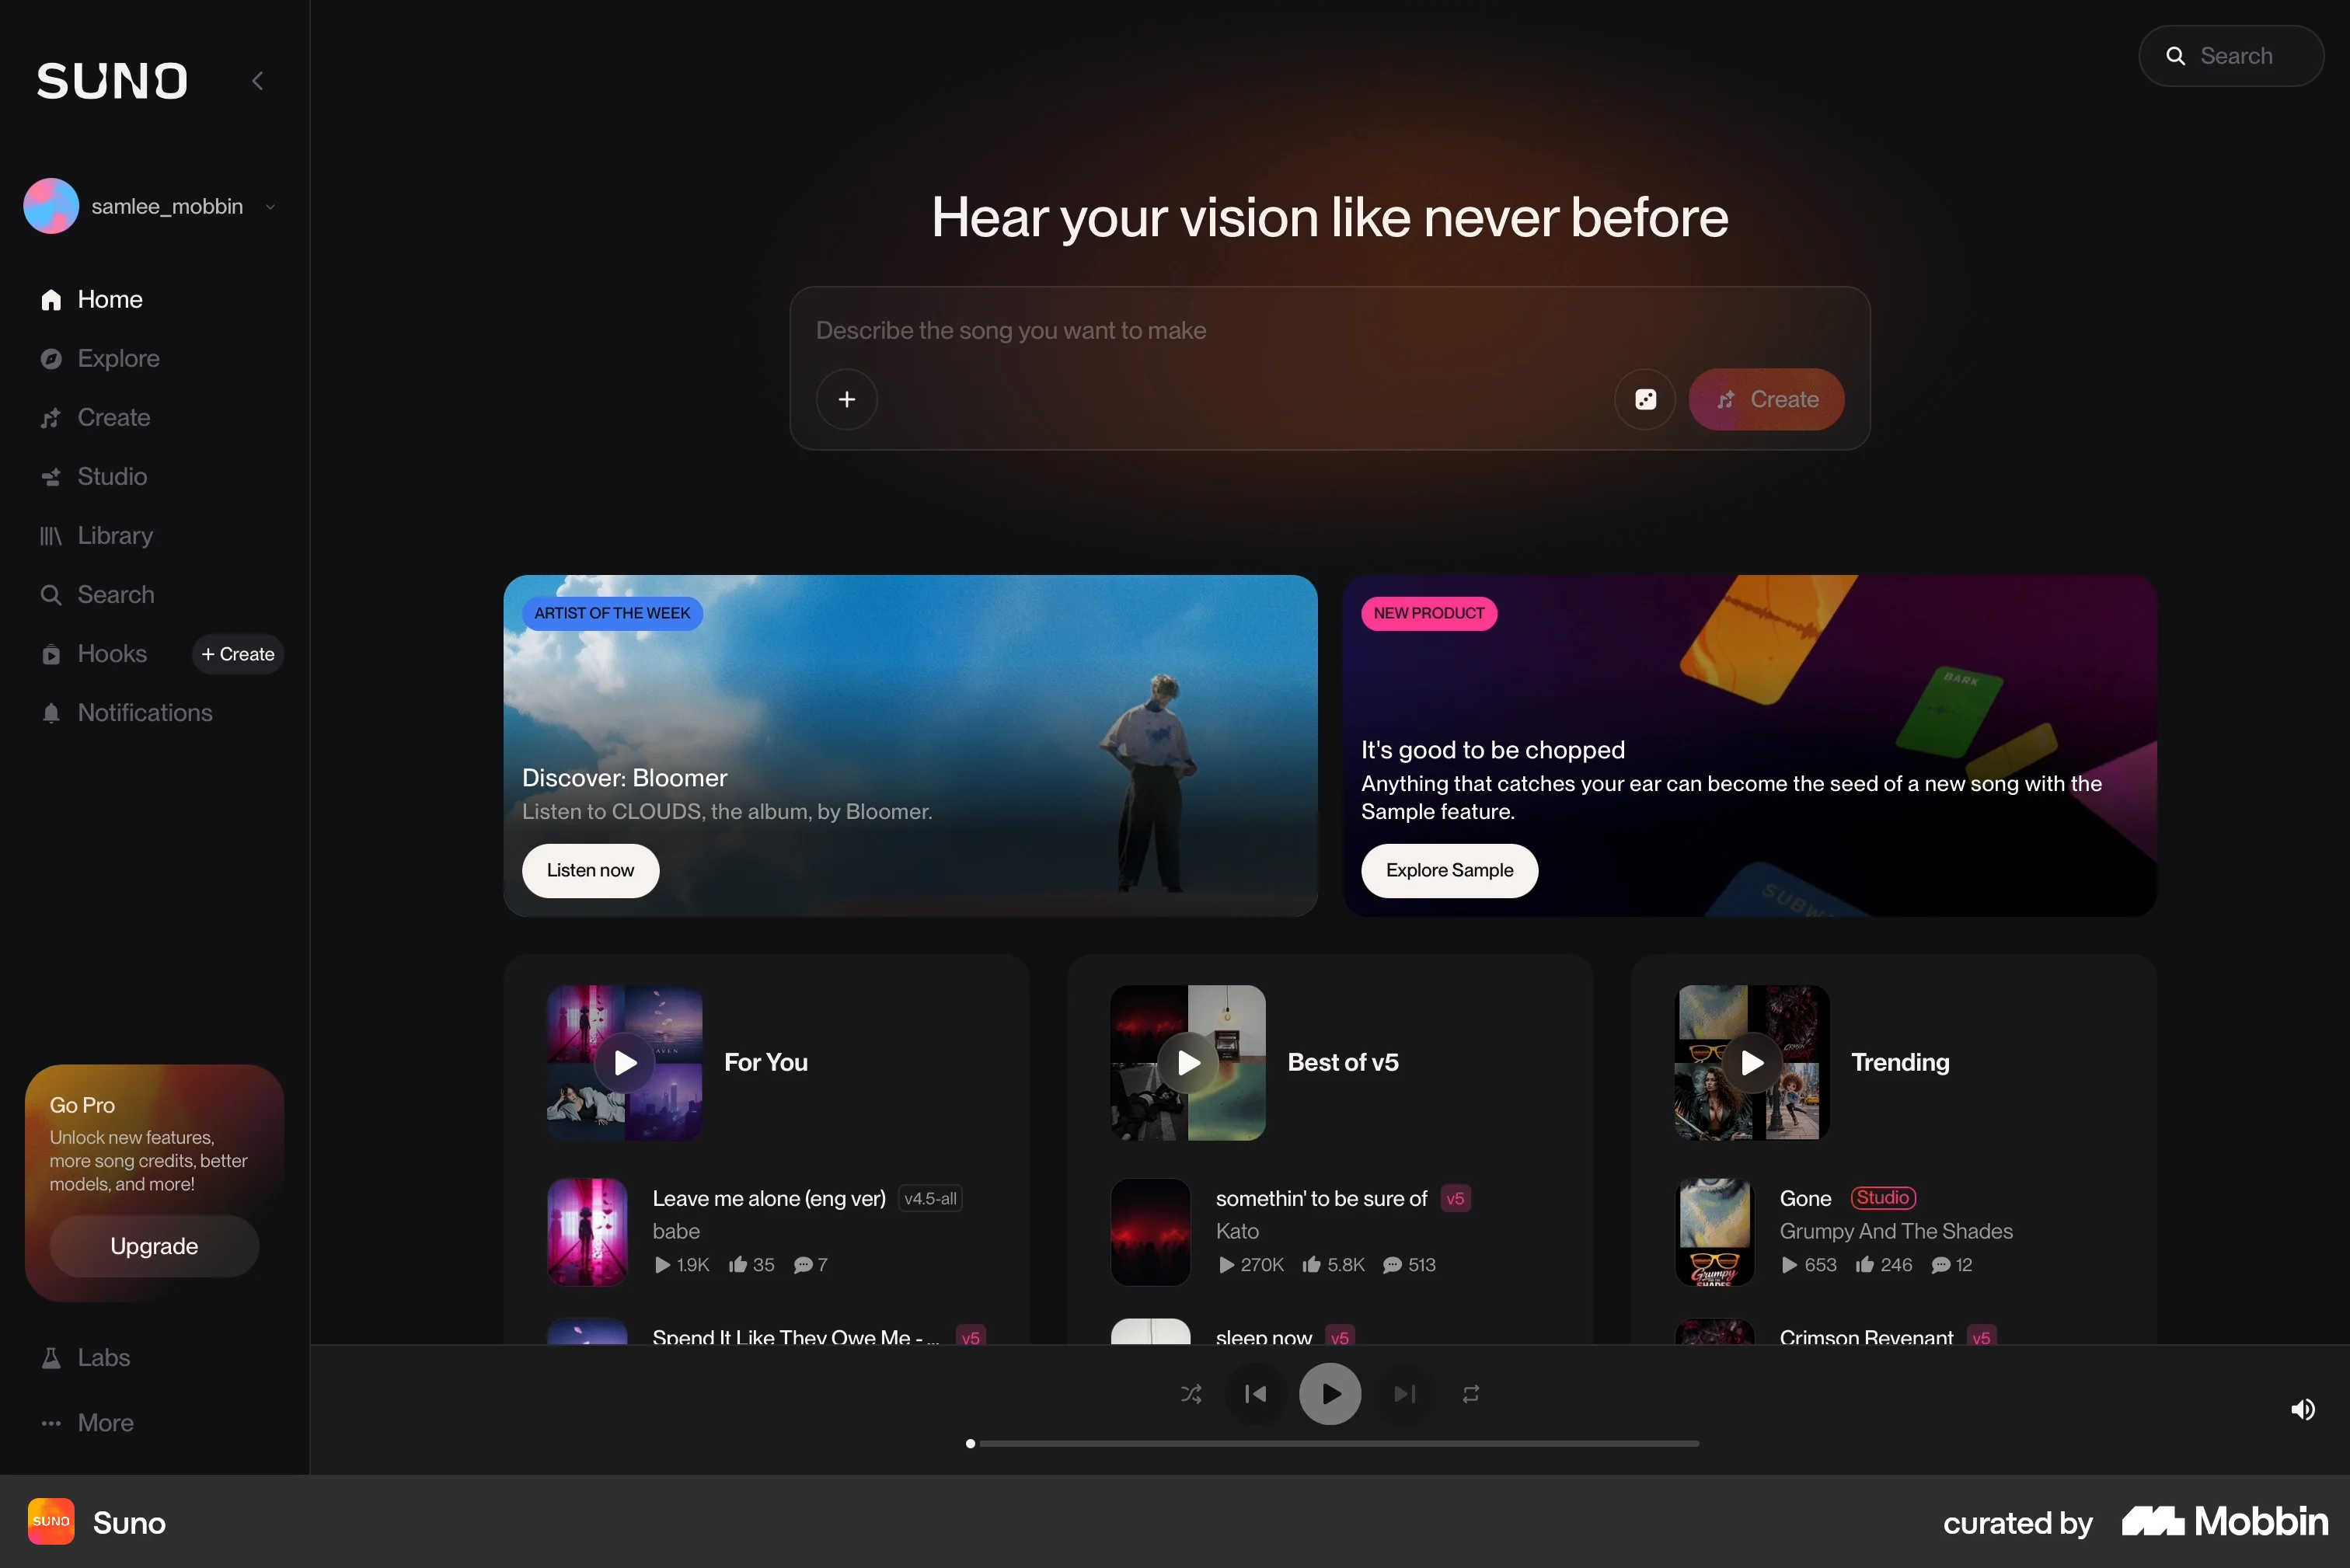 SUNO
samlee_mobbin
Home
Explore
Create
Studio
Library
Search
Hooks
+ Create
Notifications
Go Pro
Unlock new features,
more song credits, better
models, and more!
Upgrade
Labs
More
Search
Hear your vision like never before
Describe the song you want to make
Create
ARTIST OF THE WEEK
Discover: Bloomer
Listen to CLOUDS, the album, by Bloomer.
Listen now
NEW PRODUCT
BARK
It's good to be chopped
Anything that catches your ear can become the seed of a new song with the
Sample feature.
Explore Sample
For You
Leave me alone (eng ver) v4.5-all
babe
1.9K 35 7
Spend It Like They Owe Me - ... v5
Best of v5
somethin' to be sure of v5
Kato
270K 5.8K 513
sleep now v5
Trending
Gone Studio
Grumpy And The Shades
653 246 12
Grumpy
Crimson Revenant v5
SUNO
Suno
curated by Mobbin